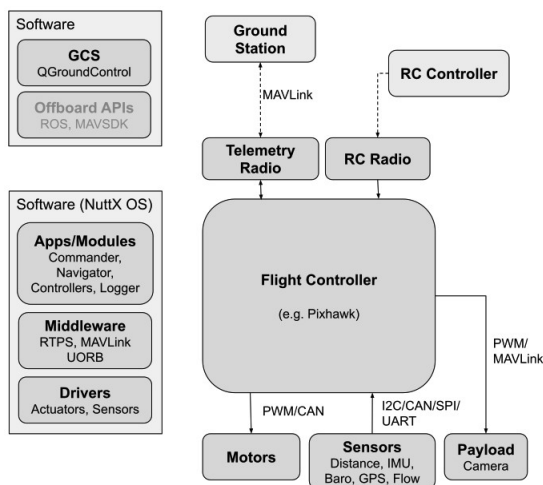 Software
GCS
QGroundControl
Offboard APIs
ROS, MAVSDK
Ground
Station
RC Controller
MAVLink
Telemetry
Radio
RC Radio
Software (NuttX OS)
Apps/Modules
Commander,
Navigator,
Controllers, Logger
Middleware
RTPS, MAVLink
UORB
Drivers
Actuators, Sensors
Flight Controller
(e.g. Pixhawk)
PWM/
MAVLink
PWM/CAN
I2C/CAN/SPI/
UART
Motors
Sensors
Distance, IMU,
Baro, GPS, Flow
Payload
Camera